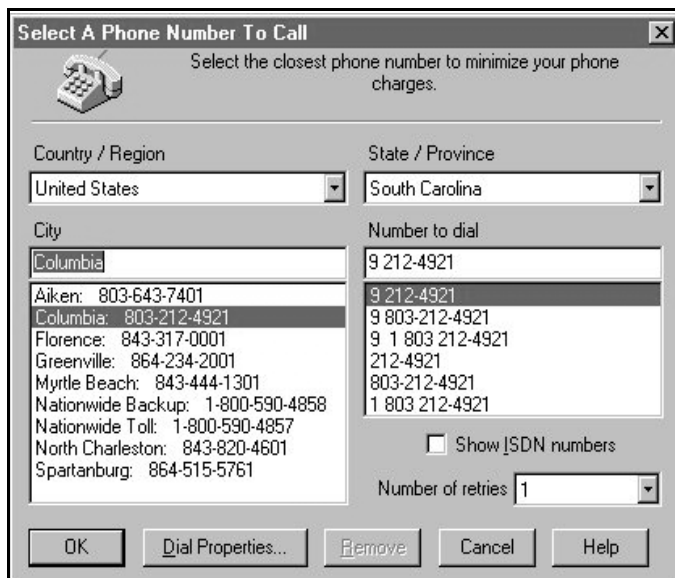 Select A Phone Number To Call
Select the closest phone number to minimize your phone
charges.
Country / Region
United States
State / Province
South Carolina
City
Columbia
Aiken: 803-643-7401
Columbia: 803-212-4921
Florence: 843-317-0001
Greenville: 864-234-2001
Myrtle Beach: 843-444-1301
Nationwide Backup: 1-800-590-4858
Nationwide Toll: 1-800-590-4857
North Charleston: 843-820-4601
Spartanburg: 864-515-5761
Number to dial
9 212-4921
9 212-4921
9 803-212-4921
9 1 803 212-4921
212-4921
803-212-4921
1 803 212-4921
Show ISDN numbers
Number of retries 1
OK
Dial Properties...
Remove
Cancel
Help